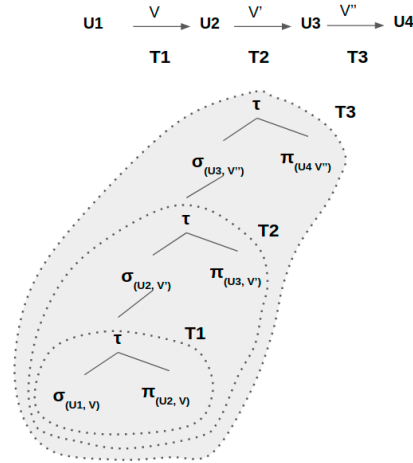 V V' V''
U1 U2 U3 U4
T1 T2 T3
τ T3
σ(U3, V'') π(U4 V'')
τ T2
σ(U2, V') π(U3, V')
τ T1
σ(U1, V) π(U2, V)